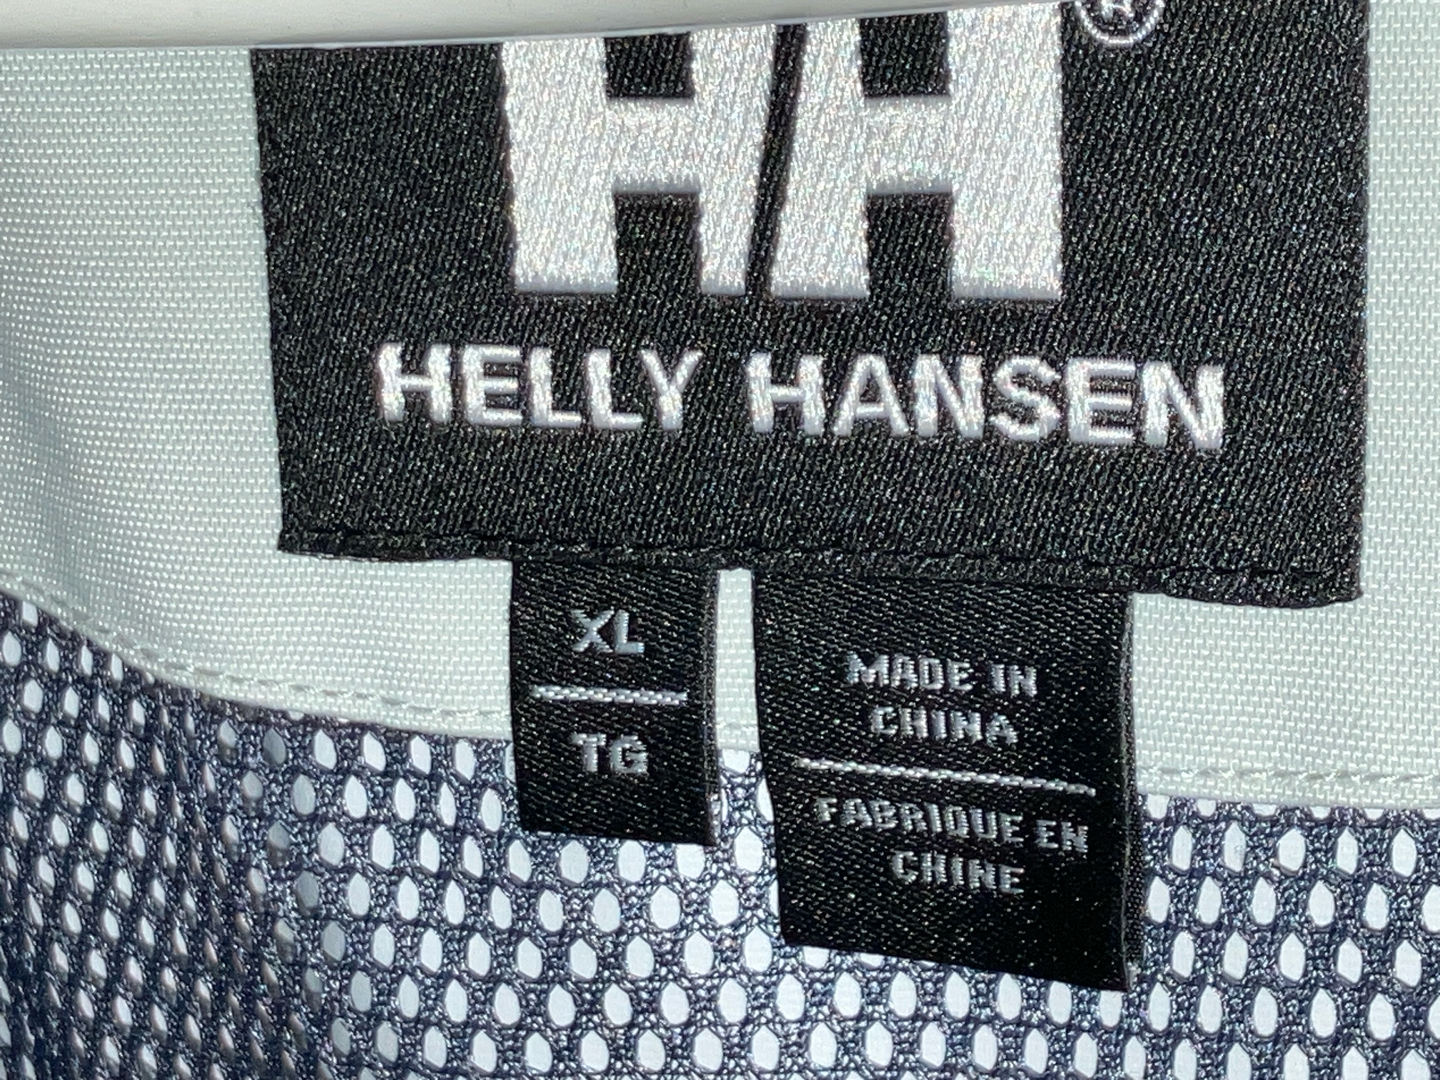 HH®
HELLY HANSEN
XL
TG
MADE IN
CHINA
FABRIQUE EN
CHINE